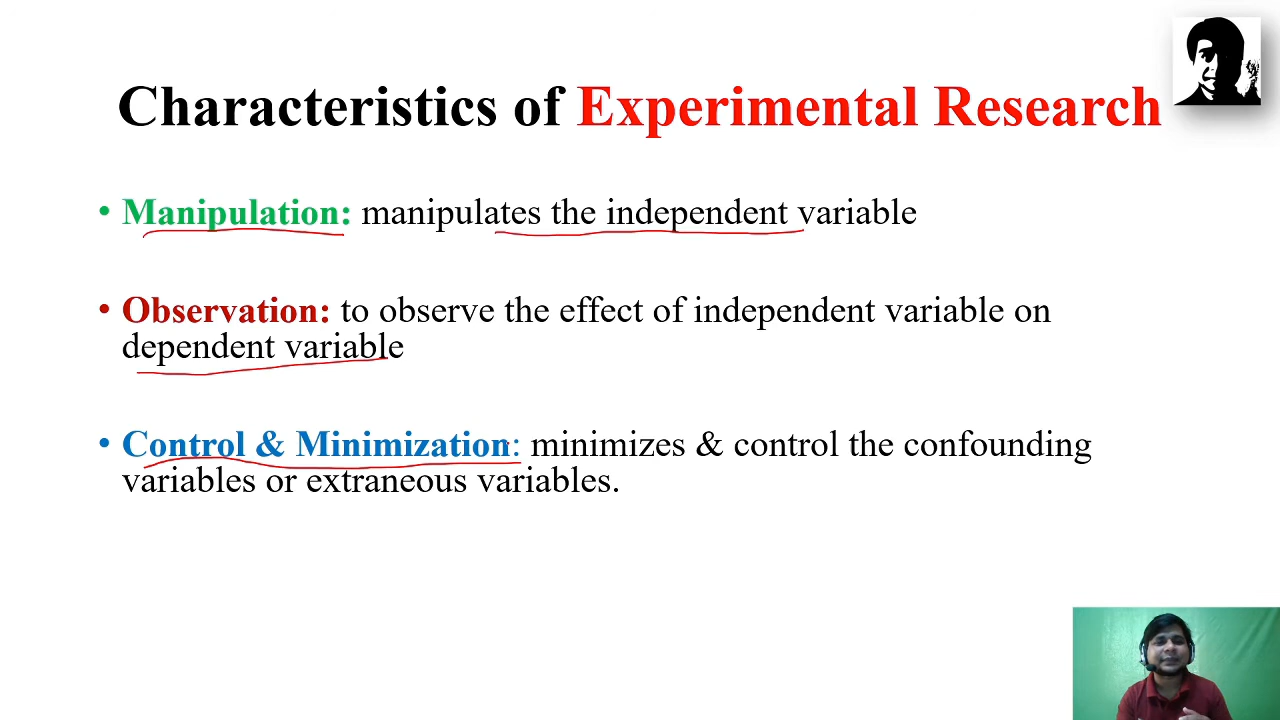 Characteristics of Experimental Research
• Manipulation: manipulates the independent variable
• Observation: to observe the effect of independent variable on
dependent variable
• Control & Minimization: minimizes & control the confounding
variables or extraneous variables.